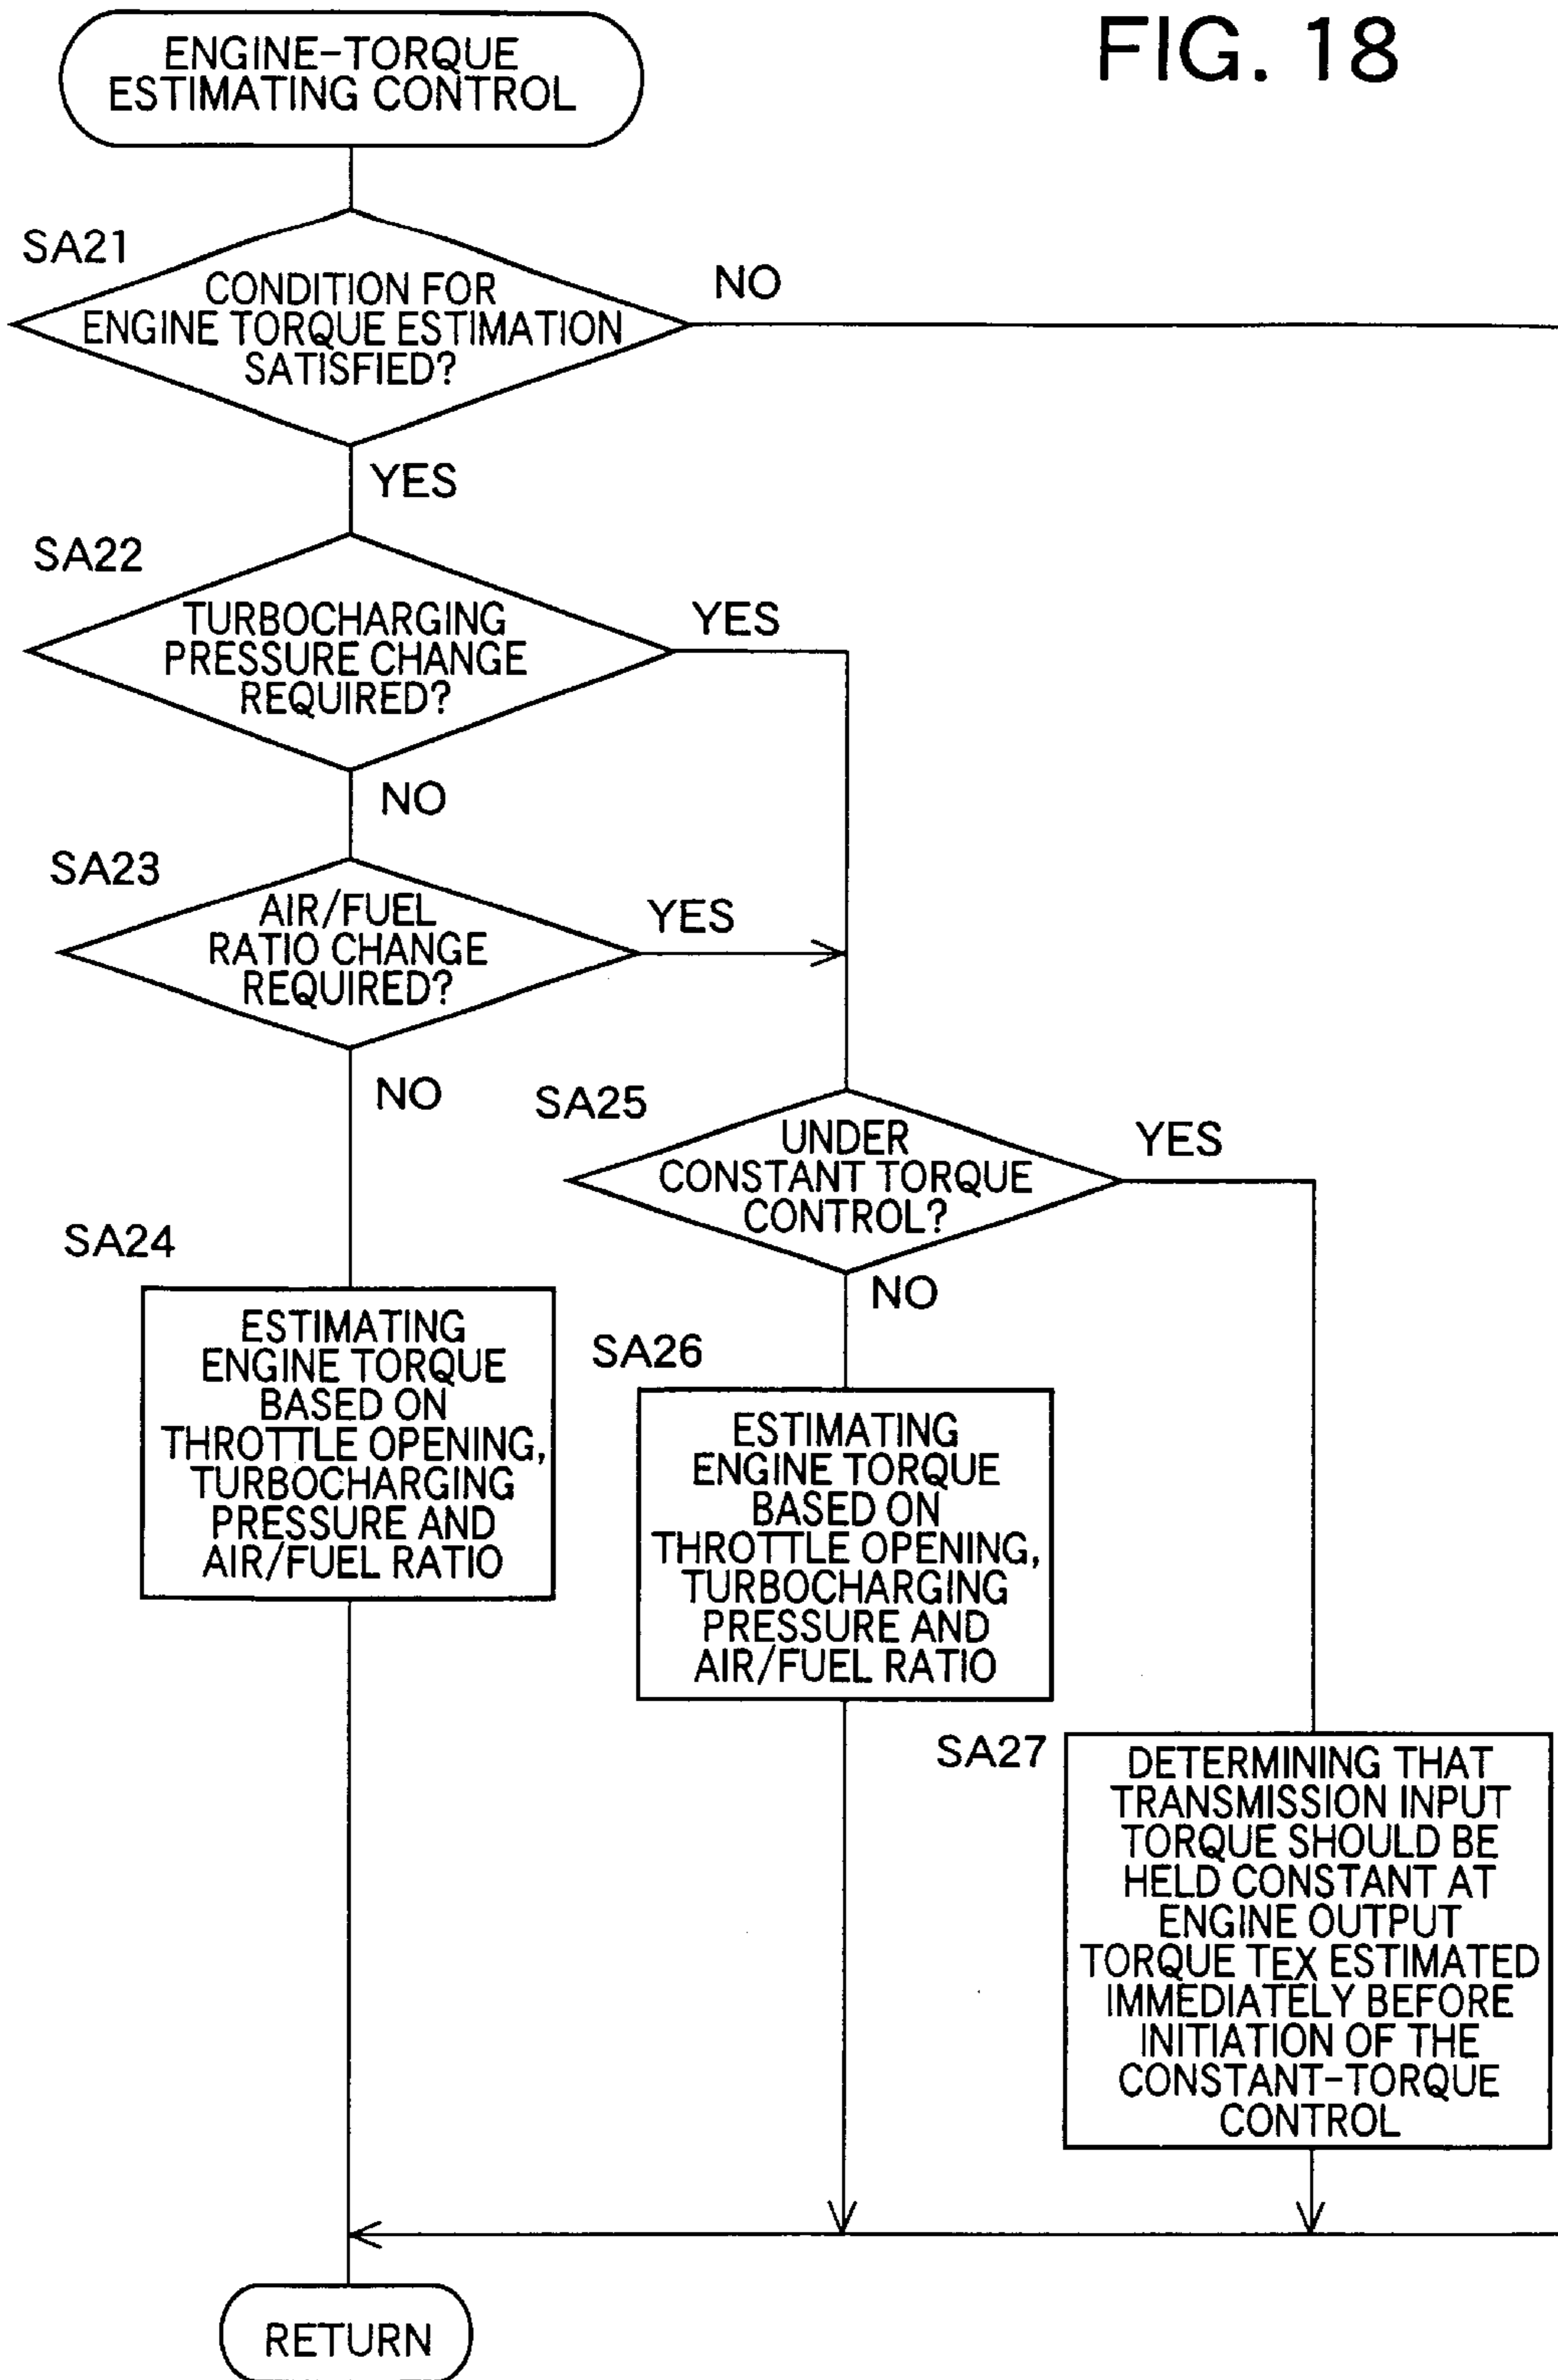 FIG. 18
ENGINE-TORQUE
ESTIMATING CONTROL
SA21
CONDITION FOR
ENGINE TORQUE ESTIMATION
SATISFIED?
NO
YES
SA22
TURBOCHARGING
PRESSURE CHANGE
REQUIRED?
YES
NO
SA23
AIR/FUEL
RATIO CHANGE
REQUIRED?
YES
NO
SA25
UNDER
CONSTANT TORQUE
CONTROL?
YES
NO
SA24
ESTIMATING
ENGINE TORQUE
BASED ON
THROTTLE OPENING,
TURBOCHARGING
PRESSURE AND
AIR/FUEL RATIO
SA26
ESTIMATING
ENGINE TORQUE
BASED ON
THROTTLE OPENING,
TURBOCHARGING
PRESSURE AND
AIR/FUEL RATIO
SA27
DETERMINING THAT
TRANSMISSION INPUT
TORQUE SHOULD BE
HELD CONSTANT AT
ENGINE OUTPUT
TORQUE TEX ESTIMATED
IMMEDIATELY BEFORE
INITIATION OF THE
CONSTANT-TORQUE
CONTROL
RETURN